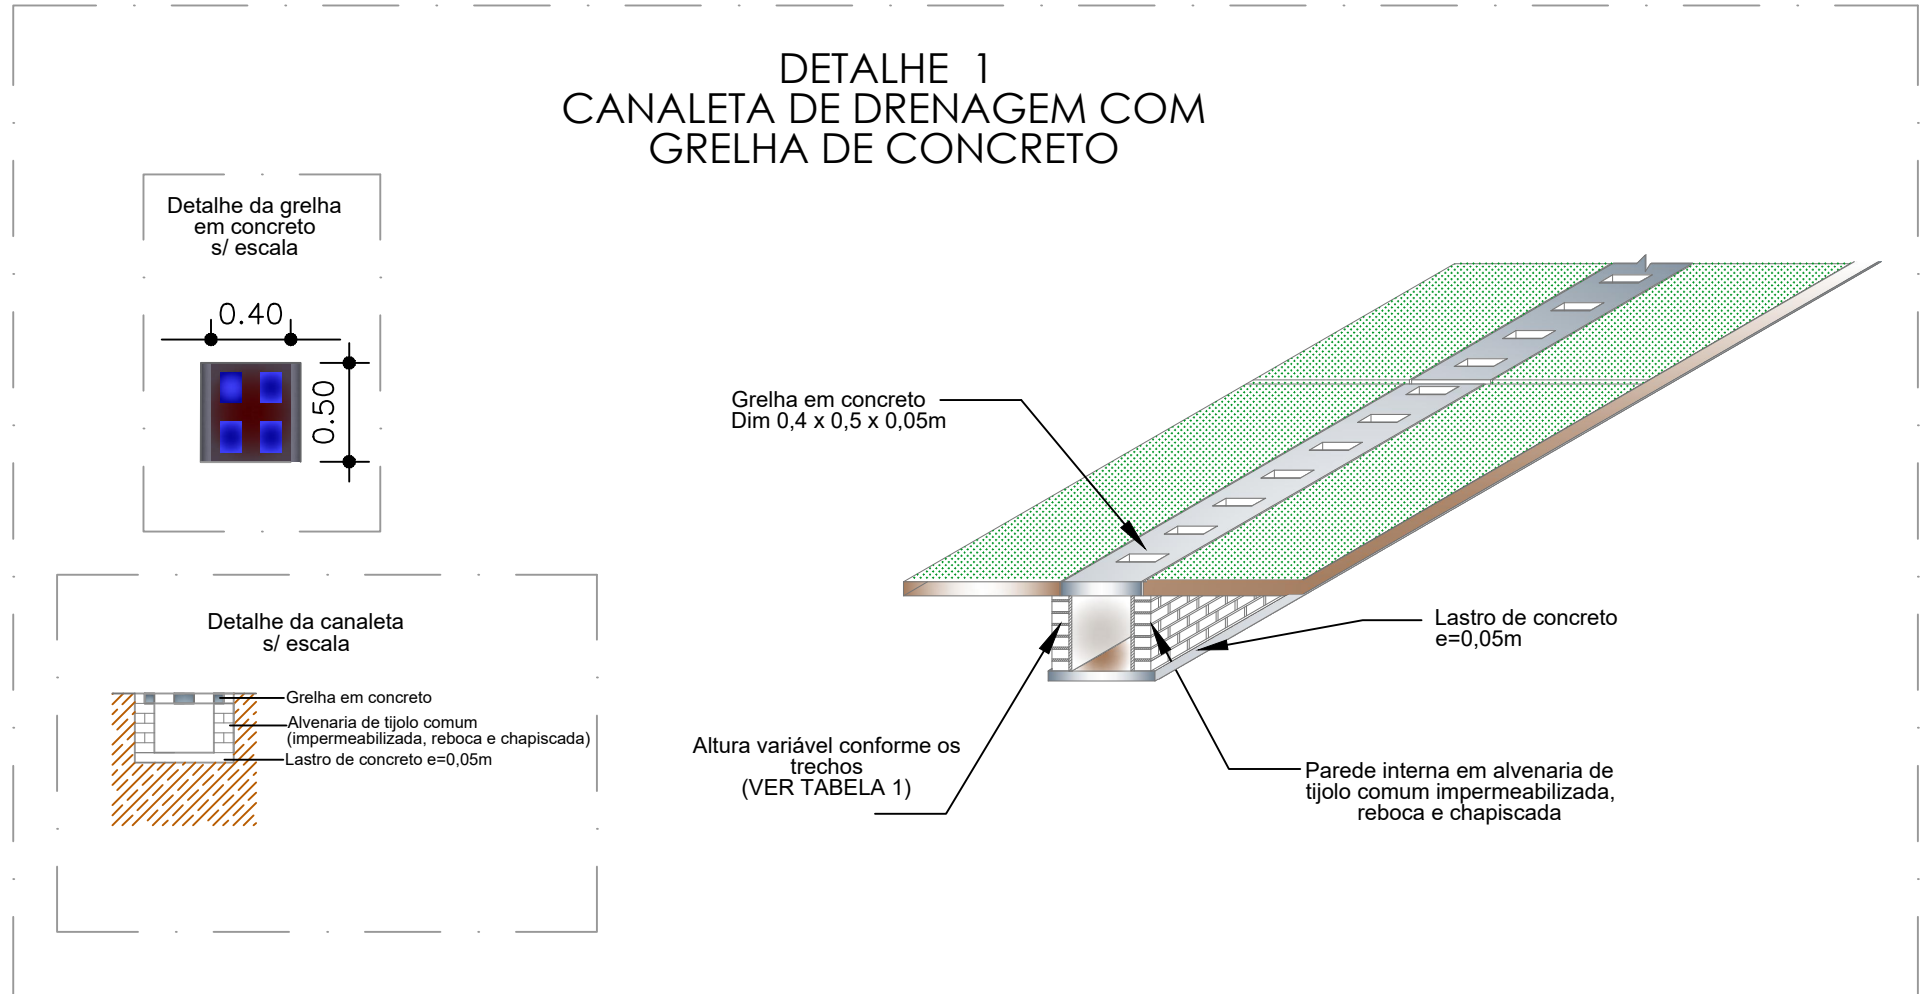 DETALHE 1
CANALETA DE DRENAGEM COM
GRELHA DE CONCRETO
Detalhe da grelha
em concreto
s/ escala
0.40
0.50
Grelha em concreto
Dim 0,4 x 0,5 x 0,05m
Lastro de concreto
e=0,05m
Detalhe da canaleta
s/ escala
Grelha em concreto
Alvenaria de tijolo comum
(impermeabilizada, reboca e chapiscada)
Lastro de concreto e=0,05m
Altura variável conforme os
trechos
(VER TABELA 1)
Parede interna em alvenaria de
tijolo comum impermeabilizada,
reboca e chapiscada